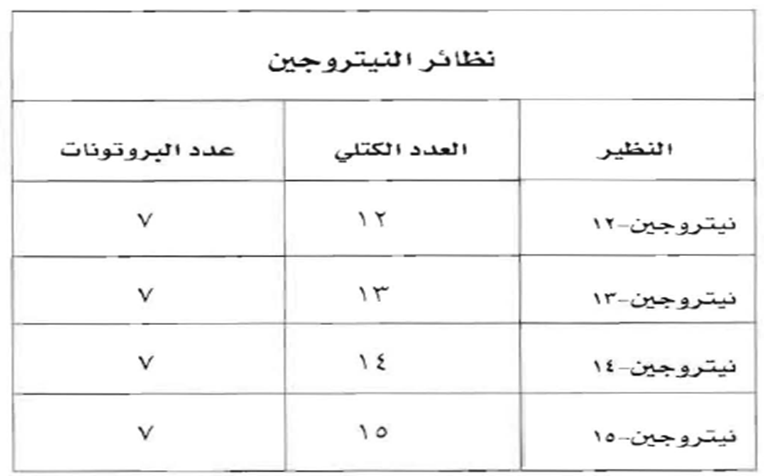 نظائر النيتروجين
النظير العدد الكتلي عدد البروتونات
نيتروجين-١٢ ١٢ ٧
نيتروجين-١٣ ١٣ ٧
نيتروجين-١٤ ١٤ ٧
نيتروجين-١٥ ١٥ ٧